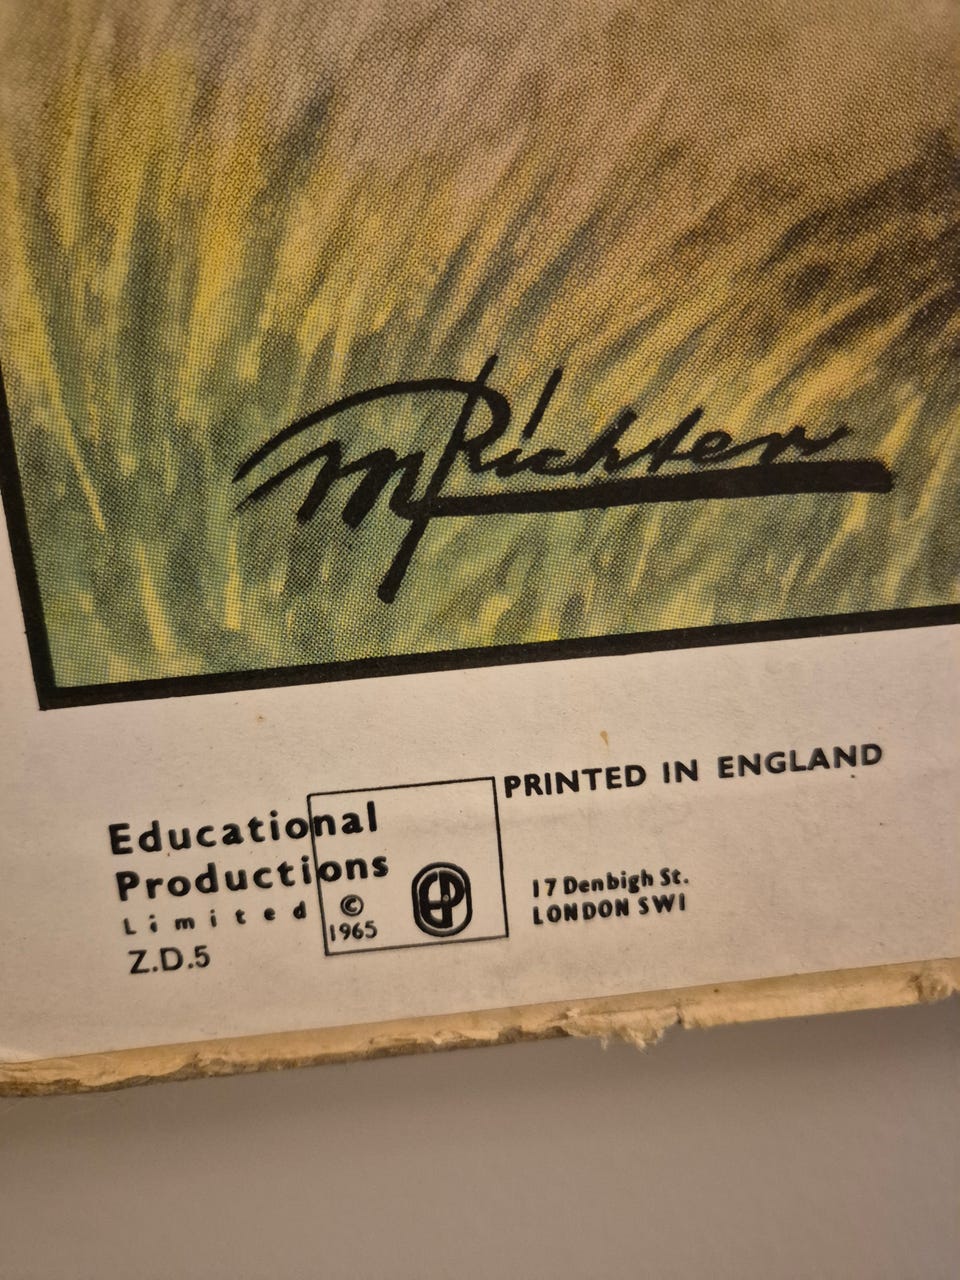 M Richter
PRINTED IN ENGLAND
Educational
Productions
Limited
© 1965
EP
Z.D.5
17 Denbigh St.
LONDON SW1